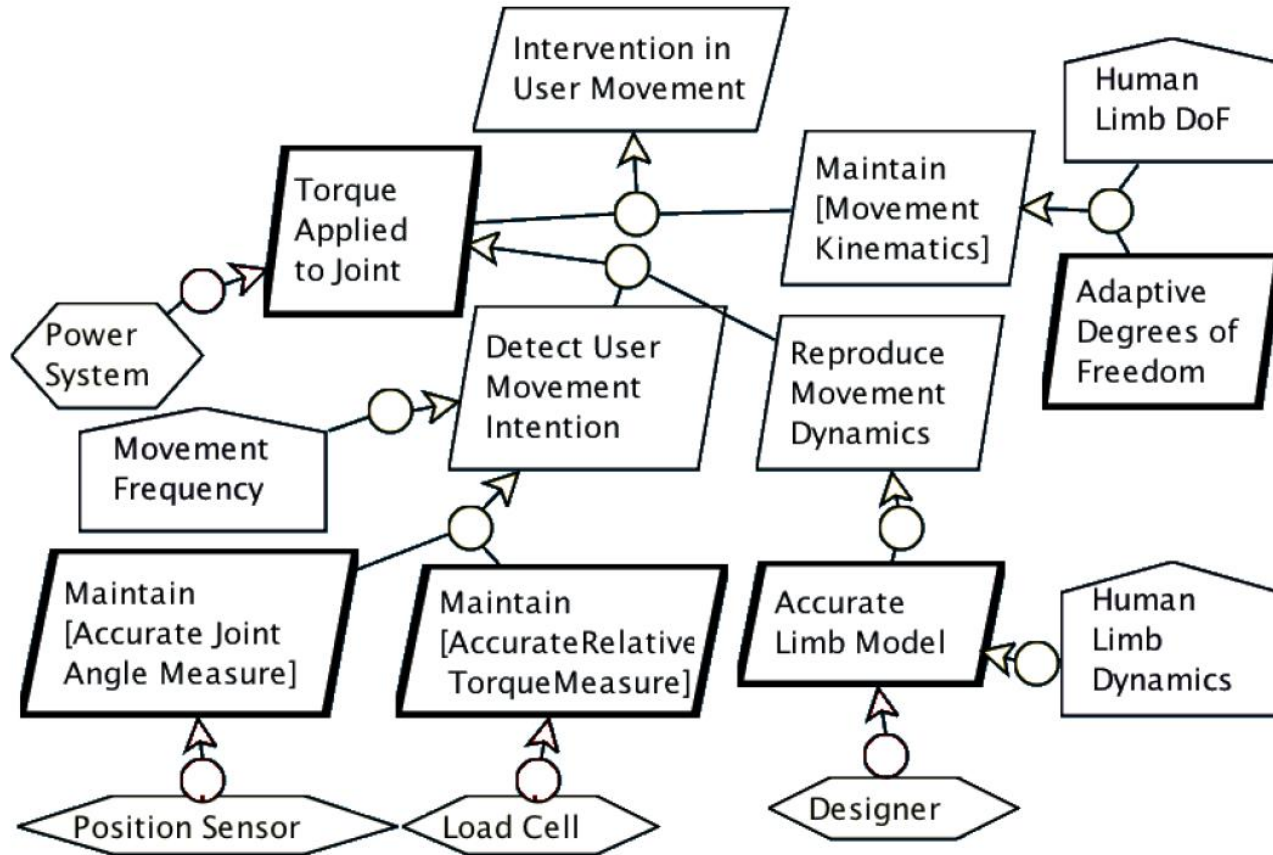 Intervention in
User Movement
Human
Limb DoF
Torque
Applied
to Joint
Maintain
[Movement
Kinematics]
Adaptive
Degrees of
Freedom
Power
System
Detect User
Movement
Intention
Reproduce
Movement
Dynamics
Movement
Frequency
Maintain
[Accurate Joint
Angle Measure]
Maintain
[AccurateRelative
TorqueMeasure]
Accurate
Limb Model
Human
Limb
Dynamics
Position Sensor
Load Cell
Designer